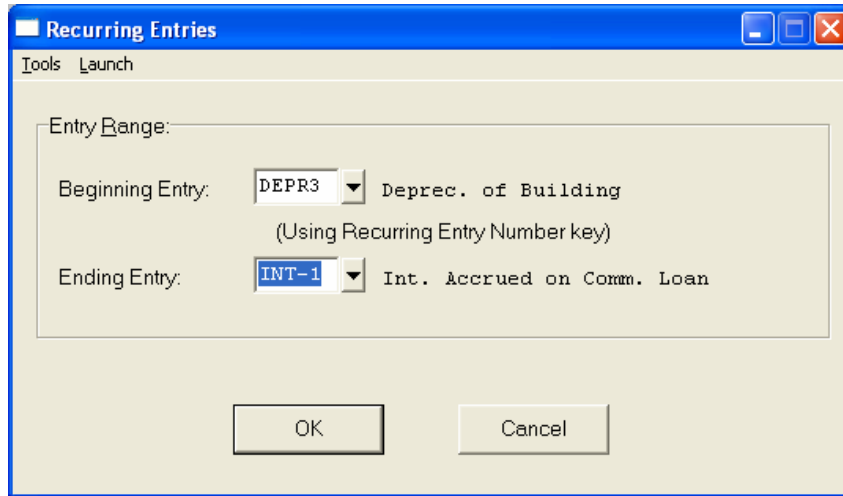 Recurring Entries
Tools Launch
Entry Range:
Beginning Entry: DEPR3 Deprec. of Building
(Using Recurring Entry Number key)
Ending Entry: INT-1 Int. Accrued on Comm. Loan
OK Cancel